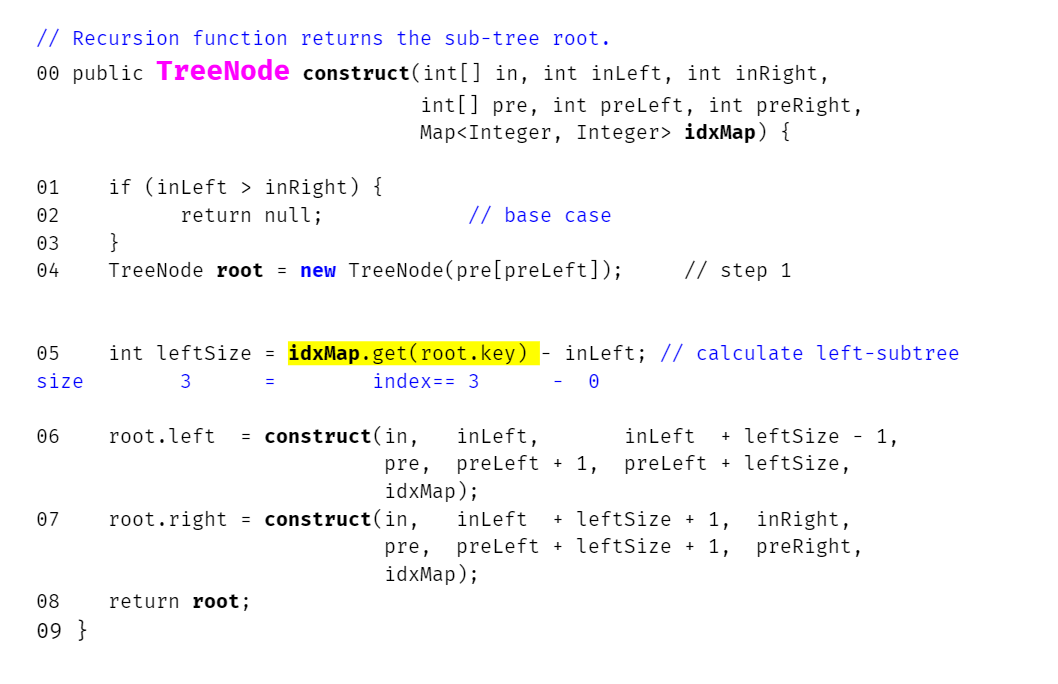 // Recursion function returns the sub-tree root.
00 public TreeNode construct(int[] in, int inLeft, int inRight,
int[] pre, int preLeft, int preRight,
Map<Integer, Integer> idxMap) {
01    if (inLeft > inRight) {
02          return null;            // base case
03    }
04    TreeNode root = new TreeNode(pre[preLeft]);     // step 1
05    int leftSize = idxMap.get(root.key) - inLeft; // calculate left-subtree
size        3      =        index== 3      -  0
06    root.left  = construct(in,   inLeft,       inLeft  + leftSize - 1,
pre,  preLeft + 1,  preLeft + leftSize,
idxMap);
07    root.right = construct(in,   inLeft  + leftSize + 1,  inRight,
pre,  preLeft + leftSize + 1,  preRight,
idxMap);
08    return root;
09 }